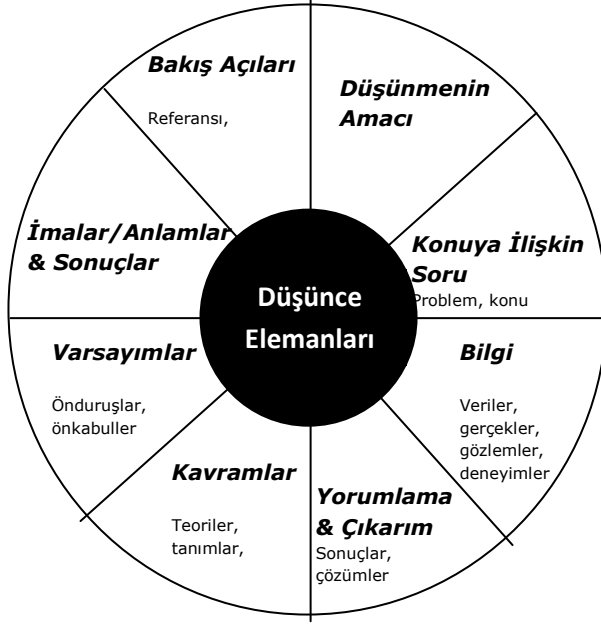 Bakış Açıları
Referansı,
Düşünmenin
Amacı
Konuya İlişkin
Soru
Problem, konu
Bilgi
Veriler,
gerçekler,
gözlemler,
deneyimler
Yorumlama
& Çıkarım
Sonuçlar,
çözümler
Kavramlar
Teoriler,
tanımlar,
Varsayımlar
Önduruşlar,
önkabuller
İmalar/Anlamlar
& Sonuçlar
Düşünce
Elemanları